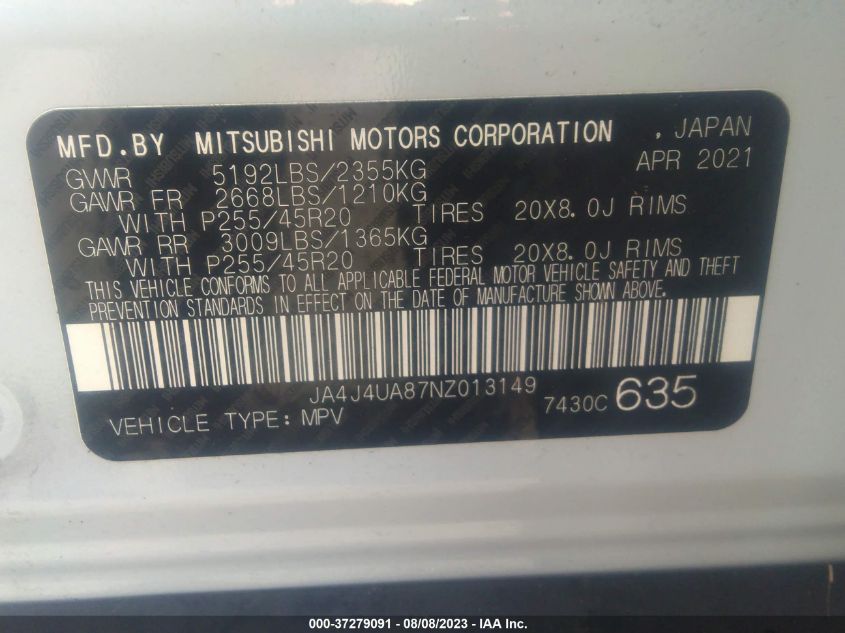 MFD.BY MITSUBISHI MOTORS CORPORATION , JAPAN
GVWR 5192LBS/2355KG APR 2021
GAWR FR 2668LBS/1210KG
WITH P255/45R20 TIRES 20X8.0J RIMS
GAWR RR 3009LBS/1365KG
WITH P255/45R20 TIRES 20X8.0J RIMS
THIS VEHICLE CONFORMS TO ALL APPLICABLE FEDERAL MOTOR VEHICLE SAFETY AND THEFT
PREVENTION STANDARDS IN EFFECT ON THE DATE OF MANUFACTURE SHOWN ABOVE.
JA4J4UA87NZ013149
VEHICLE TYPE: MPV 7430C 635
000-37279091 - 08/08/2023 - IAA Inc.